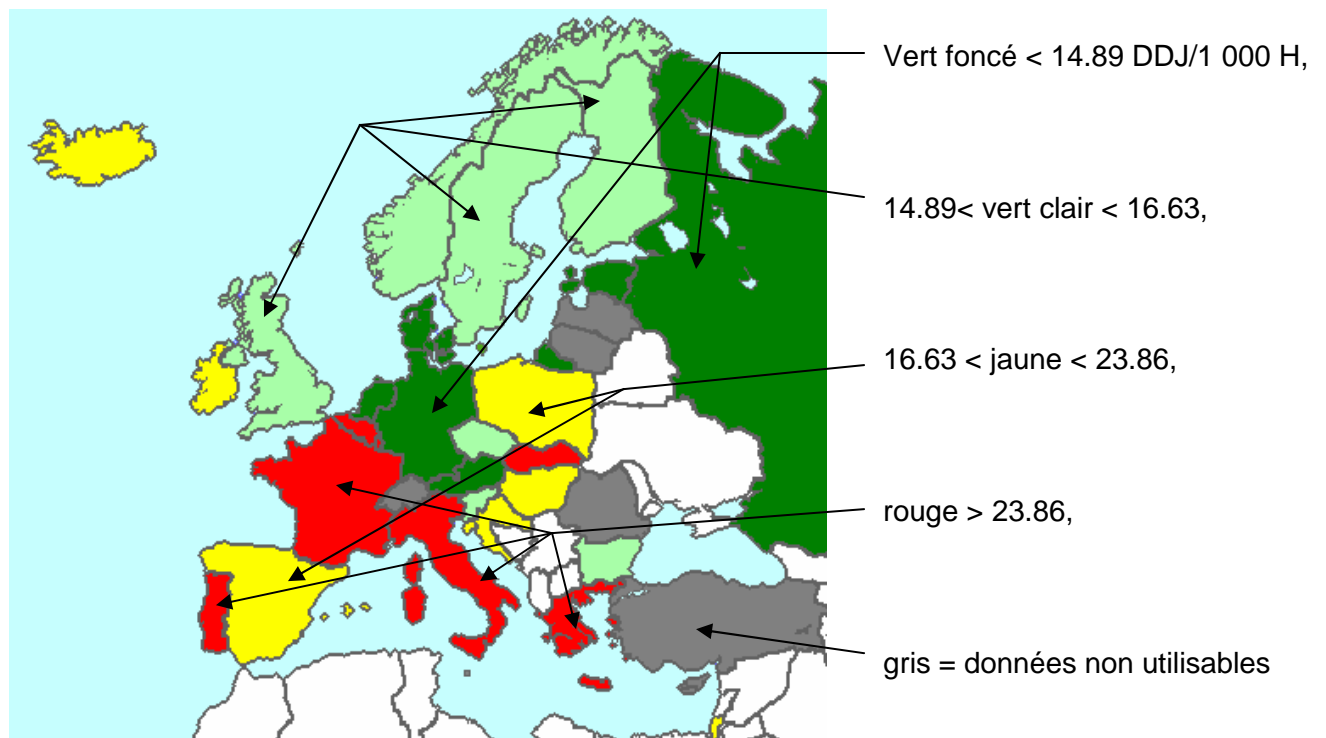 Vert foncé < 14.89 DDJ/1 000 H,
14.89< vert clair < 16.63,
16.63 < jaune < 23.86,
rouge > 23.86,
gris = données non utilisables